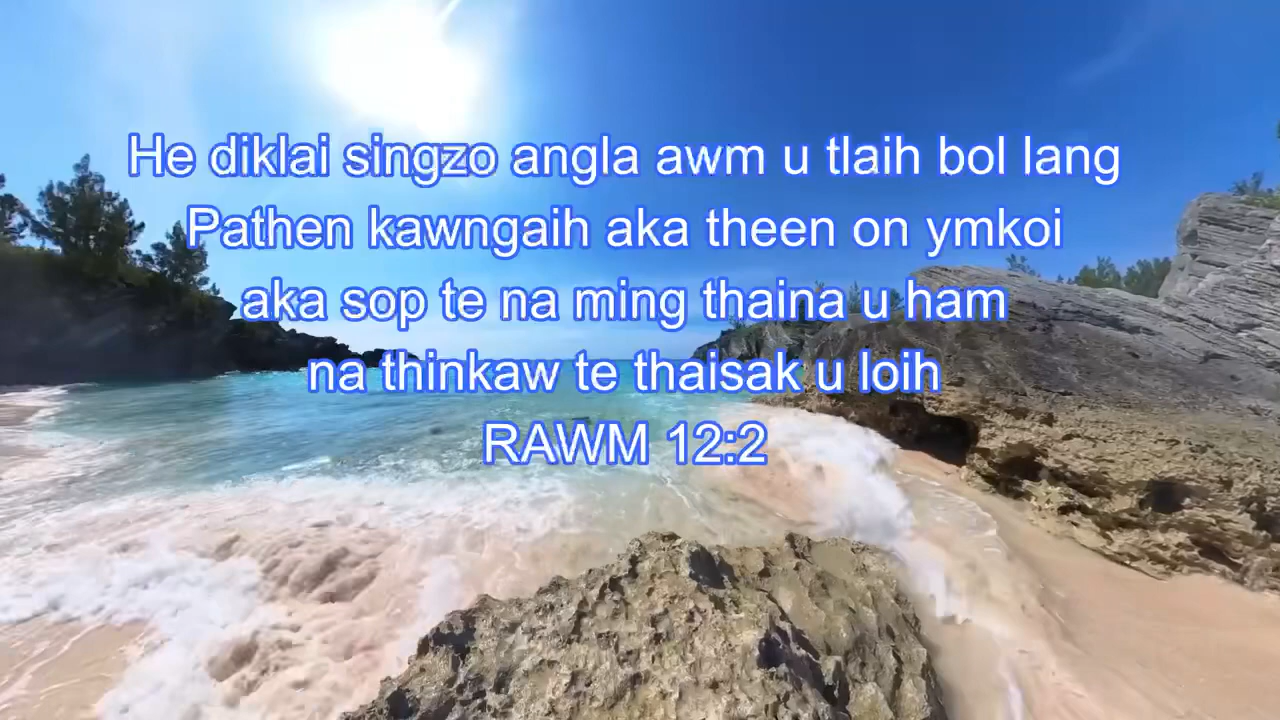 He diklai singzo angla awm u tlaih bol lang
Pathen kawngaih aka theen on ymkoi
aka sop te na ming thaina u ham
na thinkaw te thaisak u loih
RAWM 12:2